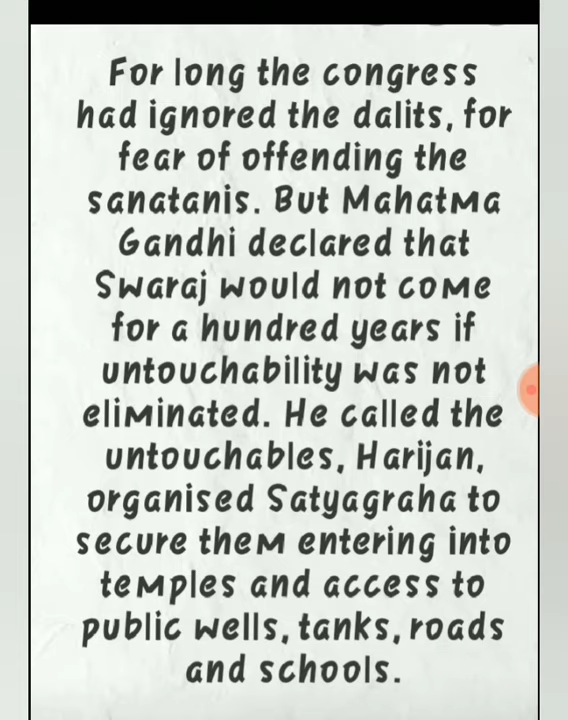 For long the congress
had ignored the dalits, for
fear of offending the
sanatanis. But Mahatma
Gandhi declared that
Swaraj would not come
for a hundred years if
untouchability was not
eliminated. He called the
untouchables, Harijan,
organised Satyagraha to
secure them entering into
temples and access to
public wells, tanks, roads
and schools.